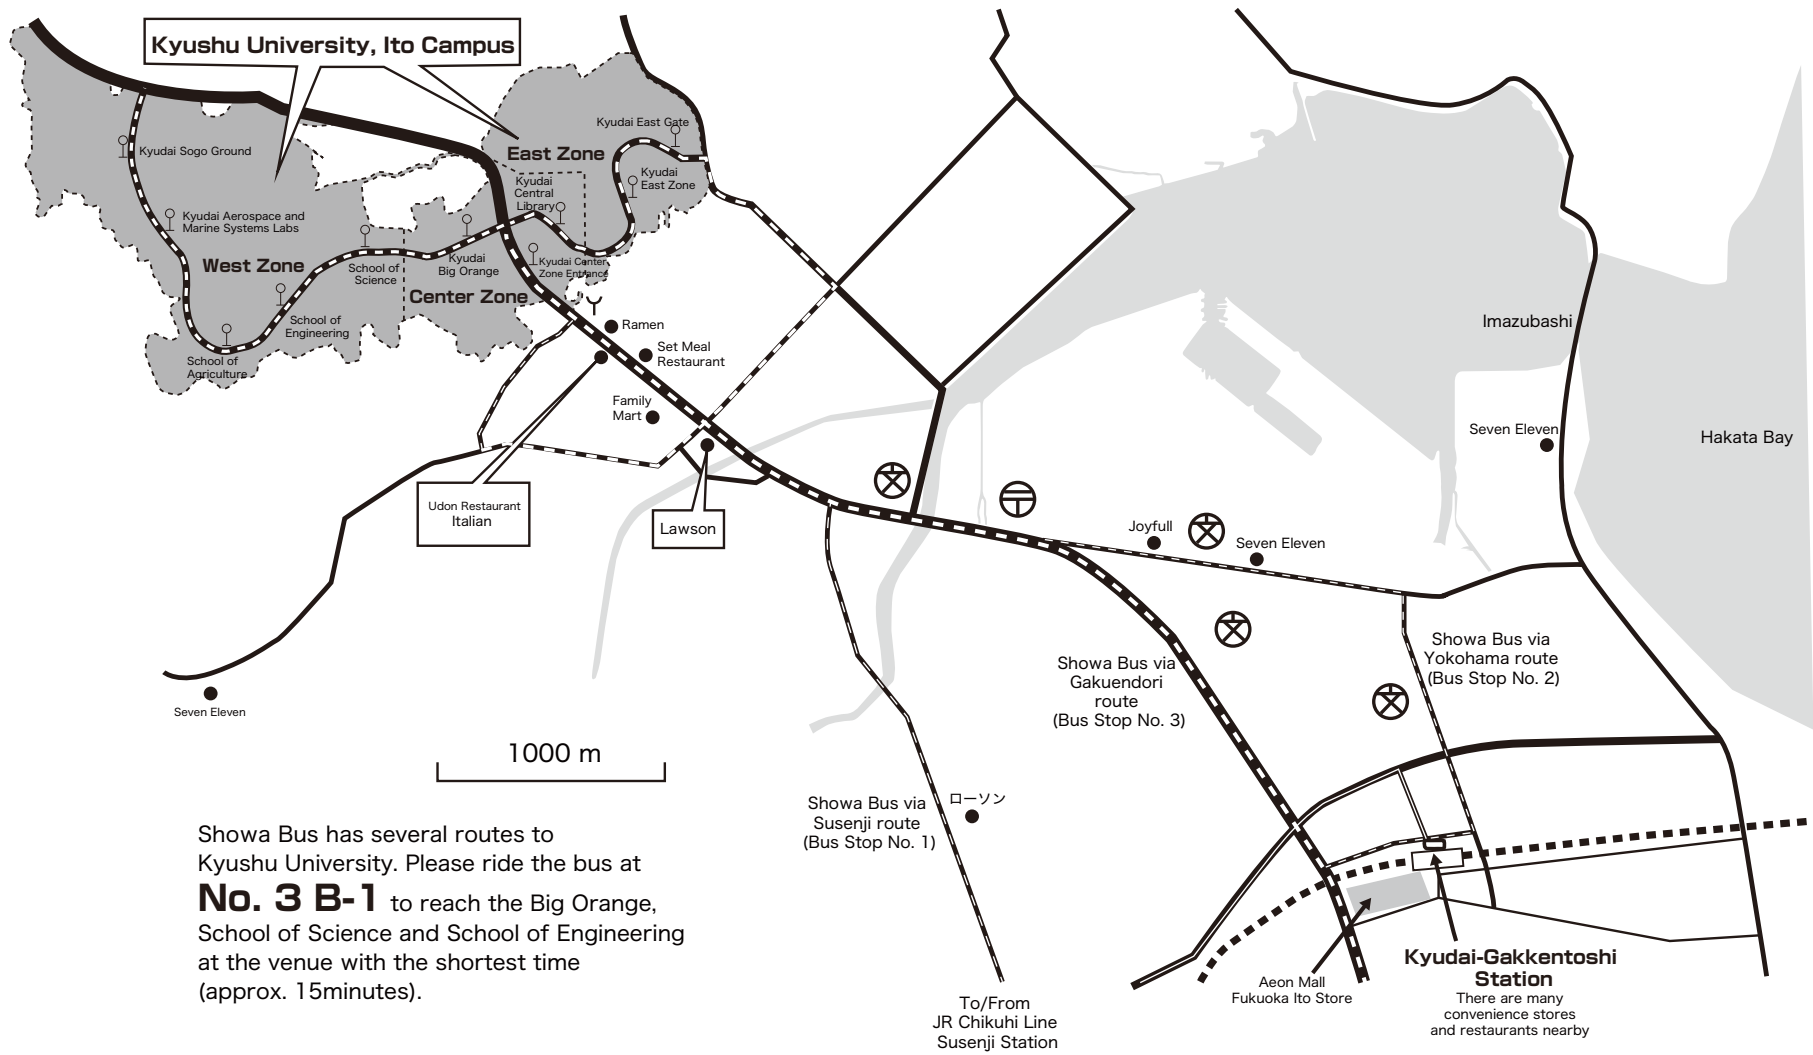 Kyushu University, Ito Campus
Kyudai East Gate
Kyudai Sogo Ground
East Zone
Kyudai
East Zone
Kyudai
Central
Library
Kyudai Aerospace and
Marine Systems Labs
West Zone
School of
Science
Kyudai
Big Orange
Kyudai Center
Zone Entrance
Center Zone
School of
Engineering
School of
Agriculture
Ramen
Set Meal
Restaurant
Family
Mart
Udon Restaurant
Italian
Lawson
Imazubashi
Seven Eleven
Hakata Bay
Joyfull
Seven Eleven
Showa Bus via
Yokohama route
(Bus Stop No. 2)
Showa Bus via
Gakuendori
route
(Bus Stop No. 3)
Seven Eleven
1000 m
Showa Bus via
Susenji route
(Bus Stop No. 1)
ローソン
Showa Bus has several routes to
Kyushu University. Please ride the bus at
No. 3 B-1 to reach the Big Orange,
School of Science and School of Engineering
at the venue with the shortest time
(approx. 15minutes).
To/From
JR Chikuhi Line
Susenji Station
Aeon Mall
Fukuoka Ito Store
Kyudai-Gakkentoshi
Station
There are many
convenience stores
and restaurants nearby